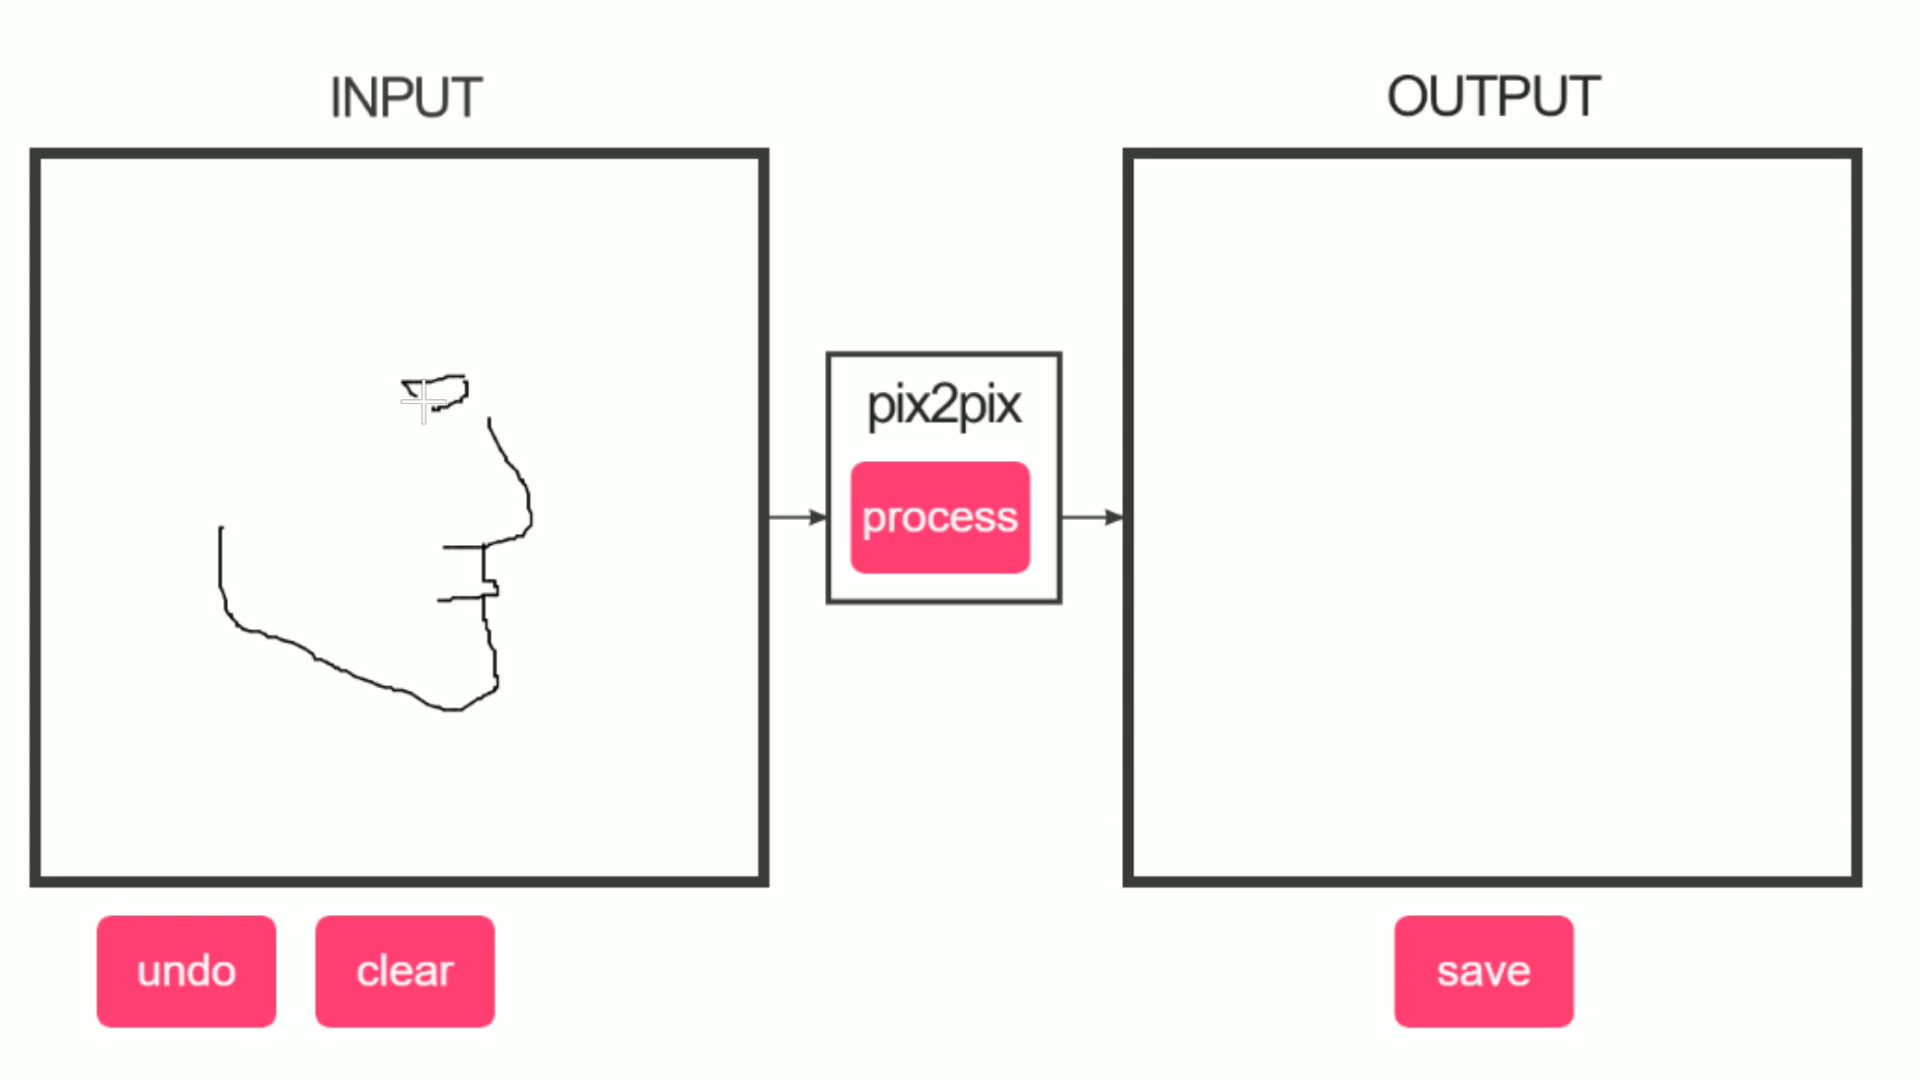 INPUT
OUTPUT
pix2pix
process
undo
clear
save